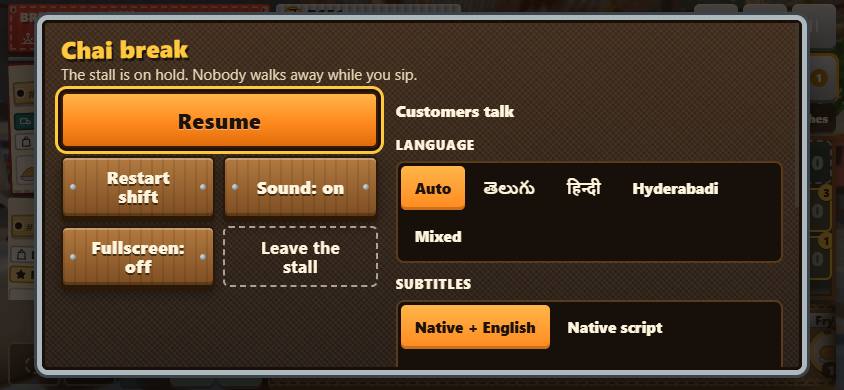 Chai break
The stall is on hold. Nobody walks away while you sip.
Resume
Restart
shift
Sound: on
Fullscreen:
off
Leave the
stall
Customers talk
LANGUAGE
Auto తెలుగు हिन्दी Hyderabadi
Mixed
SUBTITLES
Native + English Native script